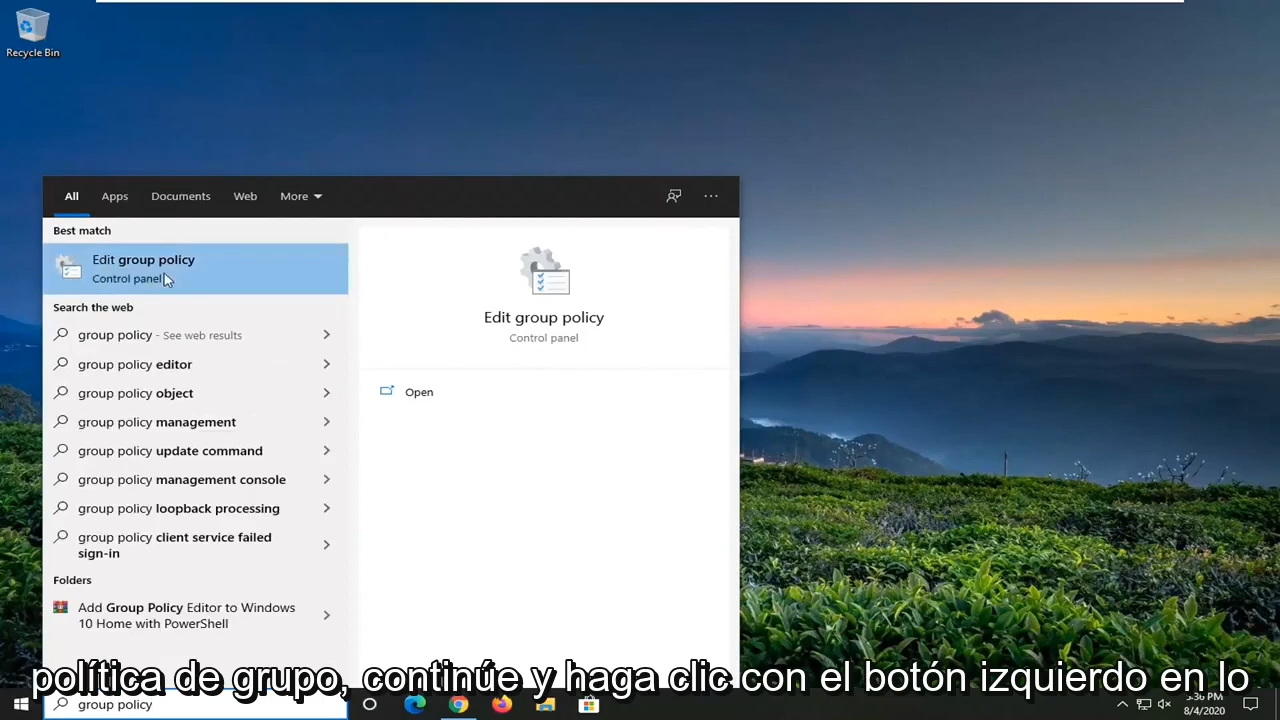 Recycle Bin
All Apps Documents Web More
Best match
Edit group policy
Control panel
Search the web
group policy - See web results
group policy editor
group policy object
group policy management
group policy update command
group policy management console
group policy loopback processing
group policy client service failed
sign-in
Folders
Add Group Policy Editor to Windows
10 Home with PowerShell
Edit group policy
Control panel
Open
política de grupo, continúe y haga clic con el botón izquierdo en lo
group policy
5:36 PM
8/4/2020